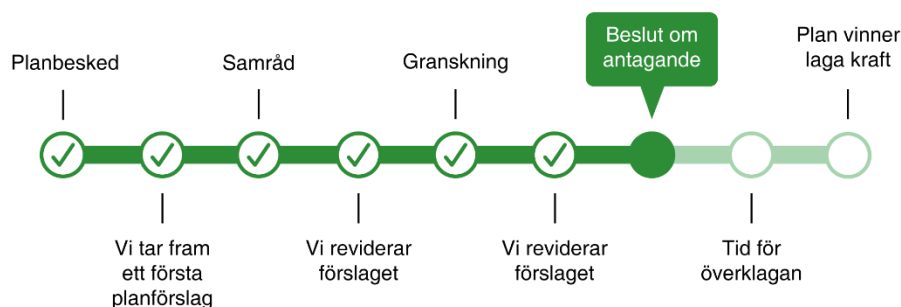 Planbesked
Samråd
Granskning
Beslut om
antagande
Plan vinner
laga kraft
Vi tar fram
ett första
planförslag
Vi reviderar
förslaget
Vi reviderar
förslaget
Tid för
överklagan